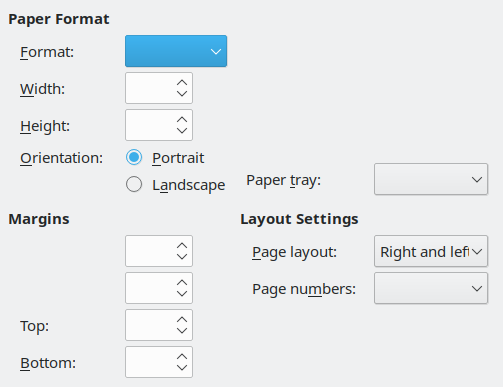 Paper Format
Format:
Width:
Height:
Orientation: Portrait
Landscape
Paper tray:
Margins
Layout Settings
Page layout: Right and left
Page numbers:
Top:
Bottom: